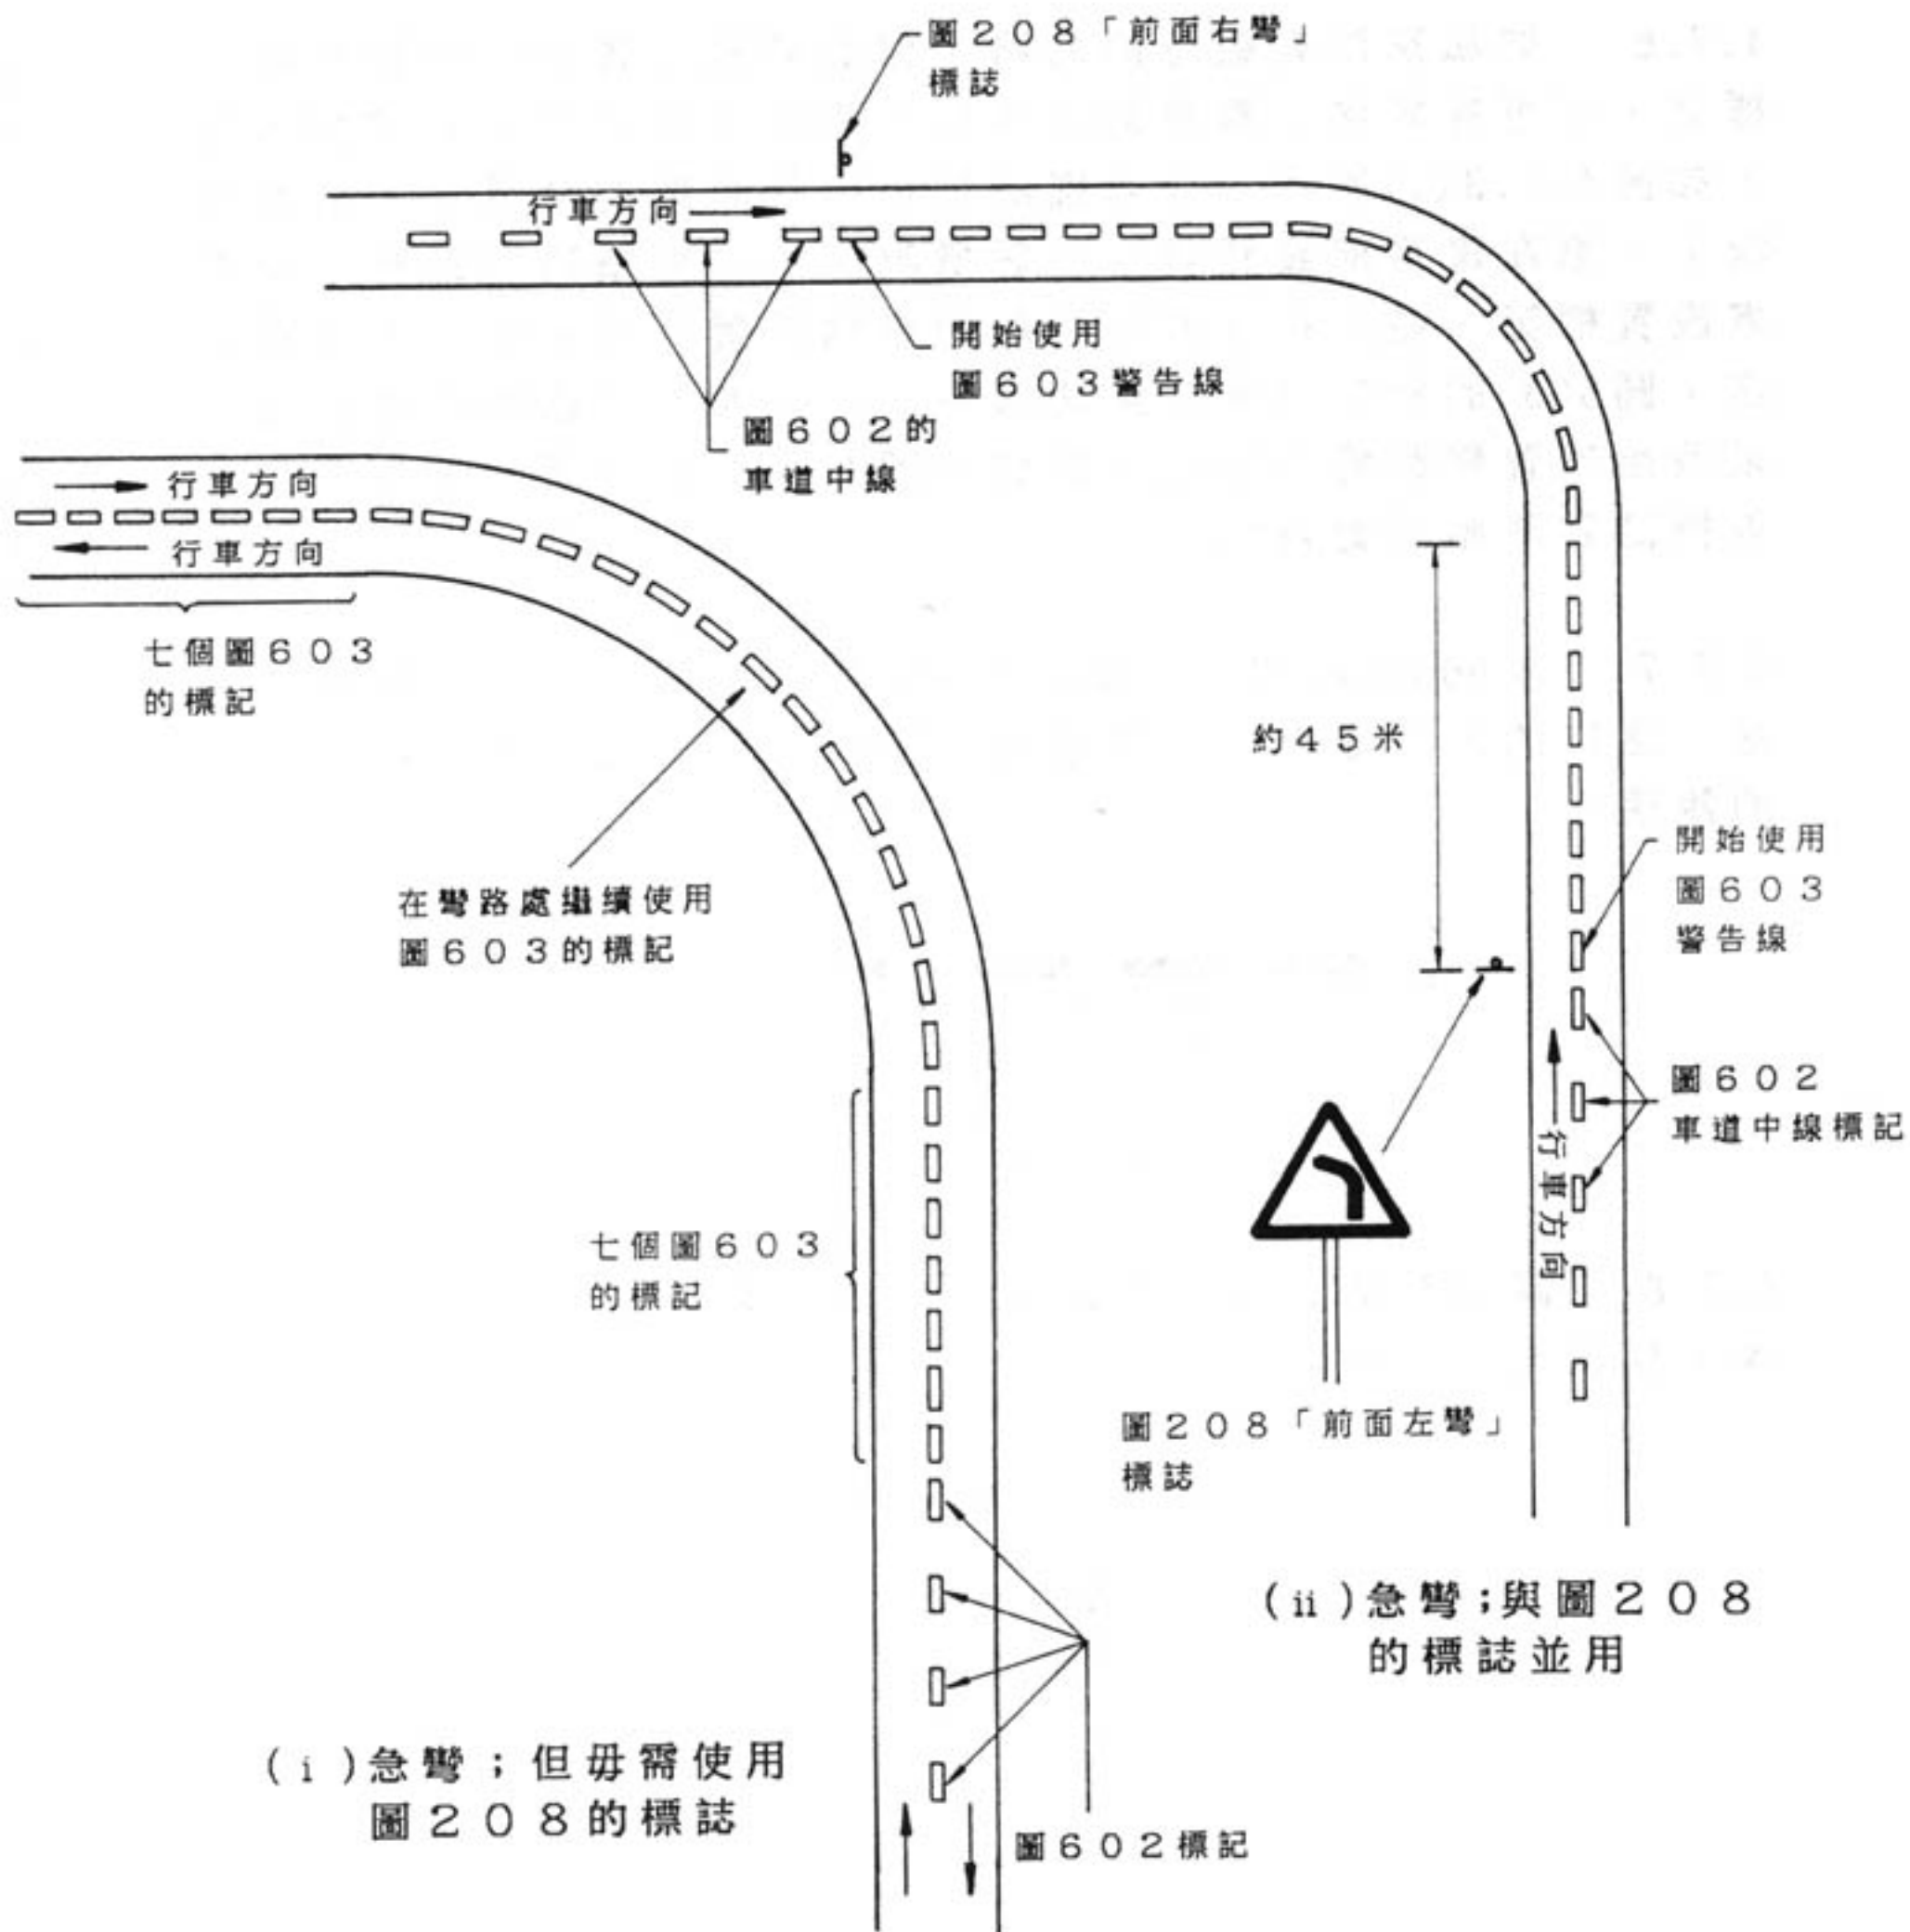 圖208「前面右彎」
標誌
行車方向
開始使用
圖603警告線
圖602的
車道中線
行車方向
行車方向
七個圖603
的標記
約45米
開始使用
圖603
警告線
在彎路處繼續使用
圖603的標記
圖602
車道中線標記
行車方向
七個圖603
的標記
圖208「前面左彎」
標誌
(ii)急彎;與圖208
的標誌並用
(i)急彎;但毋需使用
圖208的標誌
圖602標記